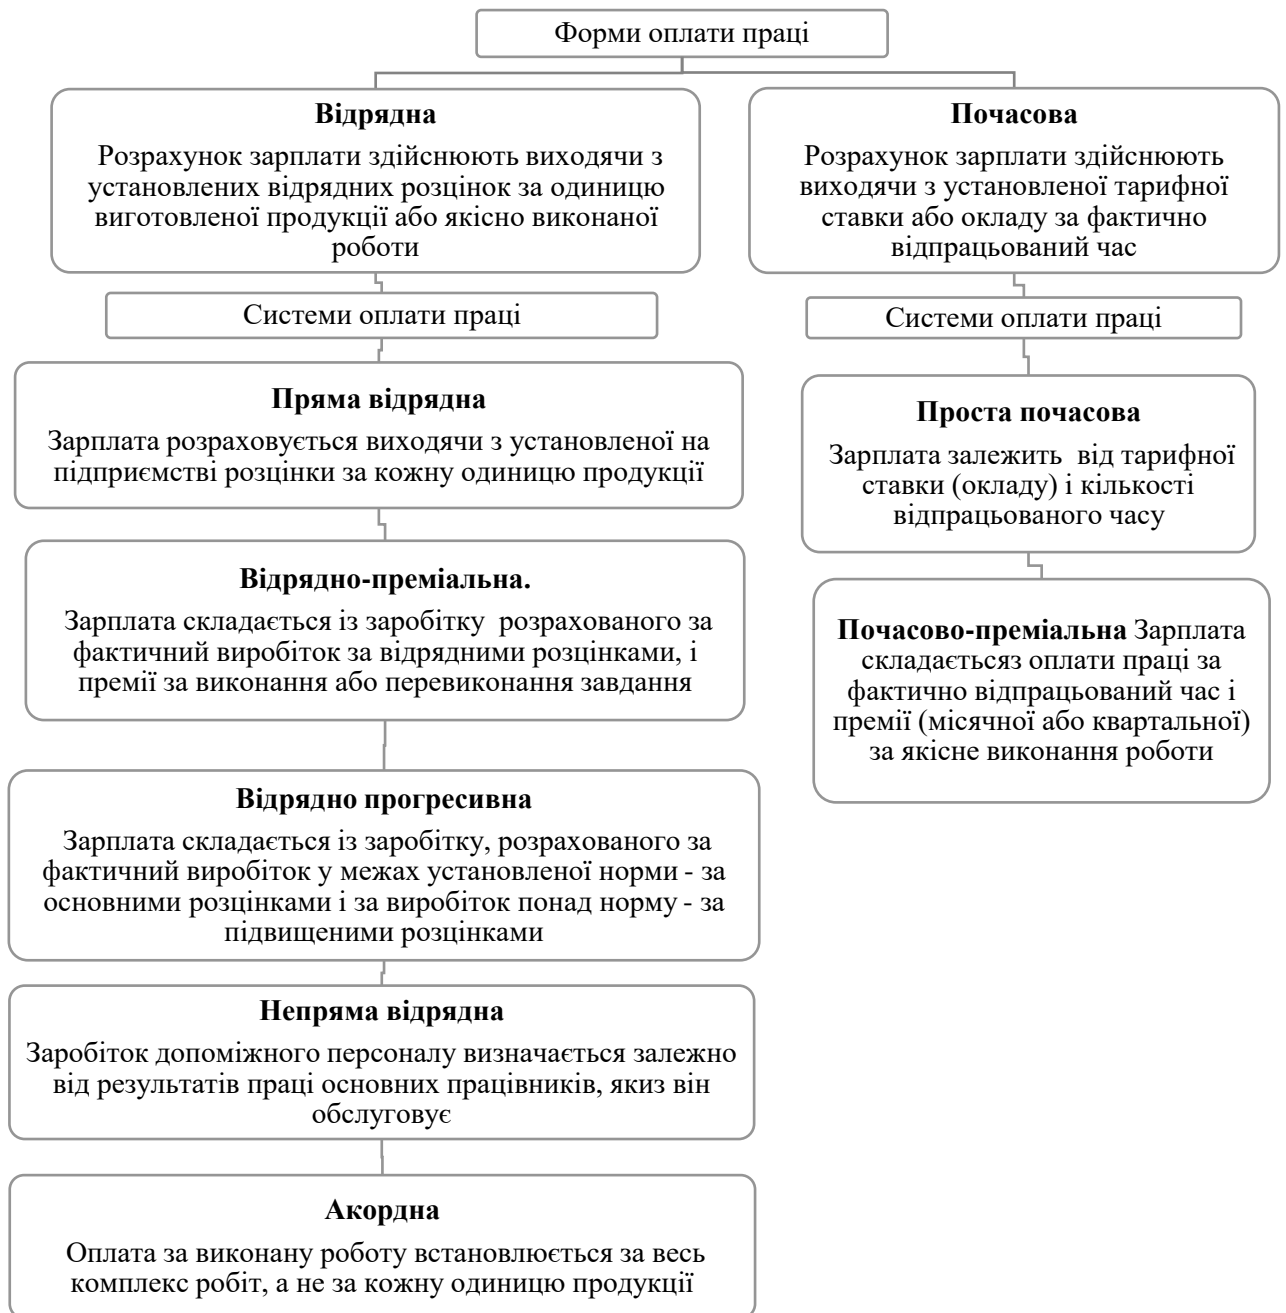 Форми оплати праці
Відрядна
Розрахунок зарплати здійснюють виходячи з
установлених відрядних розцінок за одиницю
виготовленої продукції або якісно виконаної
роботи
Системи оплати праці
Пряма відрядна
Зарплата розраховується виходячи з установленої на
підприємстві розцінки за кожну одиницю продукції
Відрядно-преміальна.
Зарплата складається із заробітку розрахованого за
фактичний виробіток за відрядними розцінками, і
премії за виконання або перевиконання завдання
Відрядно прогресивна
Зарплата складається із заробітку, розрахованого за
фактичний виробіток у межах установленої норми - за
основними розцінками і за виробіток понад норму - за
підвищеними розцінками
Непряма відрядна
Заробіток допоміжного персоналу визначається залежно
від результатів праці основних працівників, якиз він
обслуговує
Акордна
Оплата за виконану роботу встановлюється за весь
комплекс робіт, а не за кожну одиницю продукції
Почасова
Розрахунок зарплати здійснюють
виходячи з установленої тарифної
ставки або окладу за фактично
відпрацьований час
Системи оплати праці
Проста почасова
Зарплата залежить від тарифної
ставки (окладу) і кількості
відпрацьованого часу
Почасово-преміальна Зарплата
складаєтьсяз оплати праці за
фактично відпрацьований час і
премії (місячної або квартальної)
за якісне виконання роботи